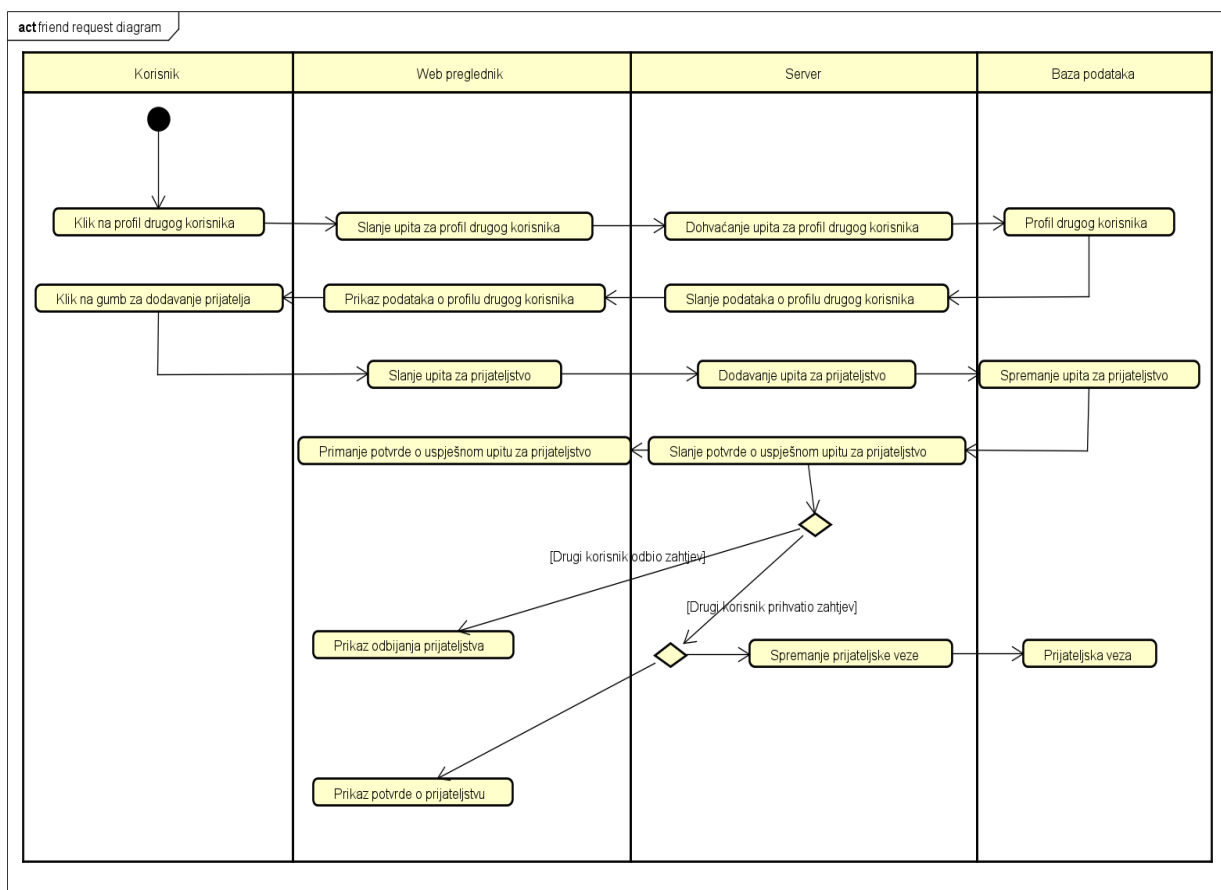 act friend request diagram
Korisnik
Web preglednik
Server
Baza podataka
Klik na profil drugog korisnika
Slanje upita za profil drugog korisnika
Dohvaćanje upita za profil drugog korisnika
Profil drugog korisnika
Klik na gumb za dodavanje prijatelja
Prikaz podataka o profilu drugog korisnika
Slanje podataka o profilu drugog korisnika
Slanje upita za prijateljstvo
Dodavanje upita za prijateljstvo
Spremanje upita za prijateljstvo
Primanje potvrde o uspješnom upitu za prijateljstvo
Slanje potvrde o uspješnom upitu za prijateljstvo
[Drugi korisnik odbio zahtjev]
[Drugi korisnik prihvatio zahtjev]
Prikaz odbijanja prijateljstva
Spremanje prijateljske veze
Prijateljska veza
Prikaz potvrde o prijateljstvu